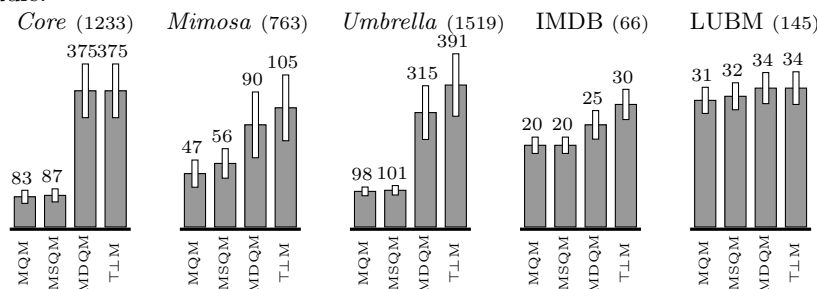 Core (1233) Mimosa (763) Umbrella (1519) IMDB (66) LUBM (145)
375 375 391
105
90 315
83 87 47 56 98 101 20 20 25 30 31 32 34 34
MQM MSQM MDQM ⊤⊥M MQM MSQM MDQM ⊤⊥M MQM MSQM MDQM ⊤⊥M MQM MSQM MDQM ⊤⊥M MQM MSQM MDQM ⊤⊥M